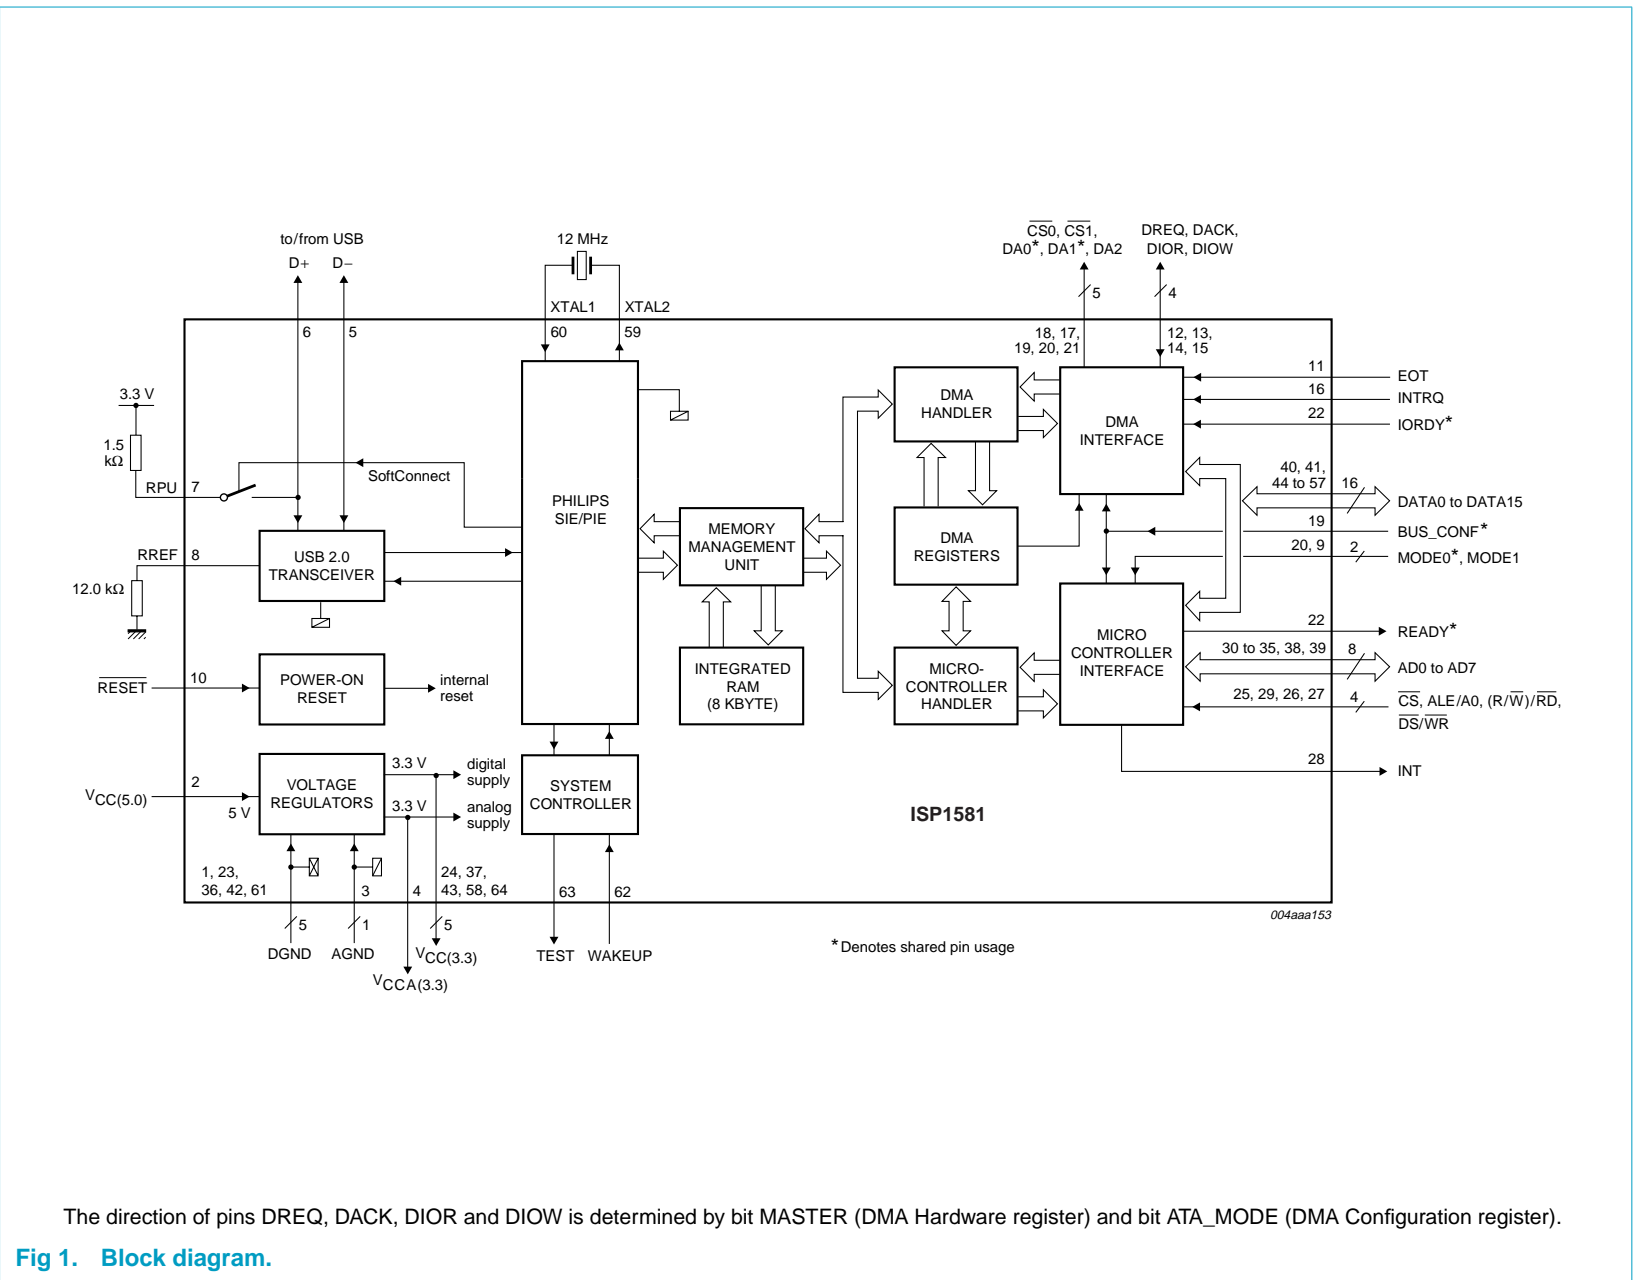 to/from USB
D+ D−
12 MHz
XTAL1 XTAL2
60 59
6 5
CS0, CS1,
DA0*, DA1*, DA2
5
DREQ, DACK,
DIOR, DIOW
4
18, 17,
19, 20, 21
12, 13,
14, 15
3.3 V
1.5
kΩ
RPU 7
SoftConnect
RREF 8
12.0 kΩ
USB 2.0
TRANSCEIVER
PHILIPS
SIE/PIE
MEMORY
MANAGEMENT
UNIT
INTEGRATED
RAM
(8 KBYTE)
DMA
HANDLER
DMA
REGISTERS
MICRO-
CONTROLLER
HANDLER
DMA
INTERFACE
MICRO
CONTROLLER
INTERFACE
11 EOT
16 INTRQ
22 IORDY*
40, 41,
44 to 57 16
DATA0 to DATA15
19 BUS_CONF*
20, 9 2 MODE0*, MODE1
22 READY*
30 to 35, 38, 39 8 AD0 to AD7
25, 29, 26, 27 4 CS, ALE/A0, (R/W)/RD,
DS/WR
28 INT
RESET 10
POWER-ON
RESET
internal
reset
VCC(5.0) 2
5 V
VOLTAGE
REGULATORS
3.3 V digital
supply
3.3 V analog
supply
SYSTEM
CONTROLLER
ISP1581
1, 23,
36, 42, 61
3 4
24, 37,
43, 58, 64
63 62
5 1 5
DGND AGND
VCC(3.3)
VCCA(3.3)
TEST WAKEUP
004aaa153
* Denotes shared pin usage
The direction of pins DREQ, DACK, DIOR and DIOW is determined by bit MASTER (DMA Hardware register) and bit ATA_MODE (DMA Configuration register).
Fig 1. Block diagram.